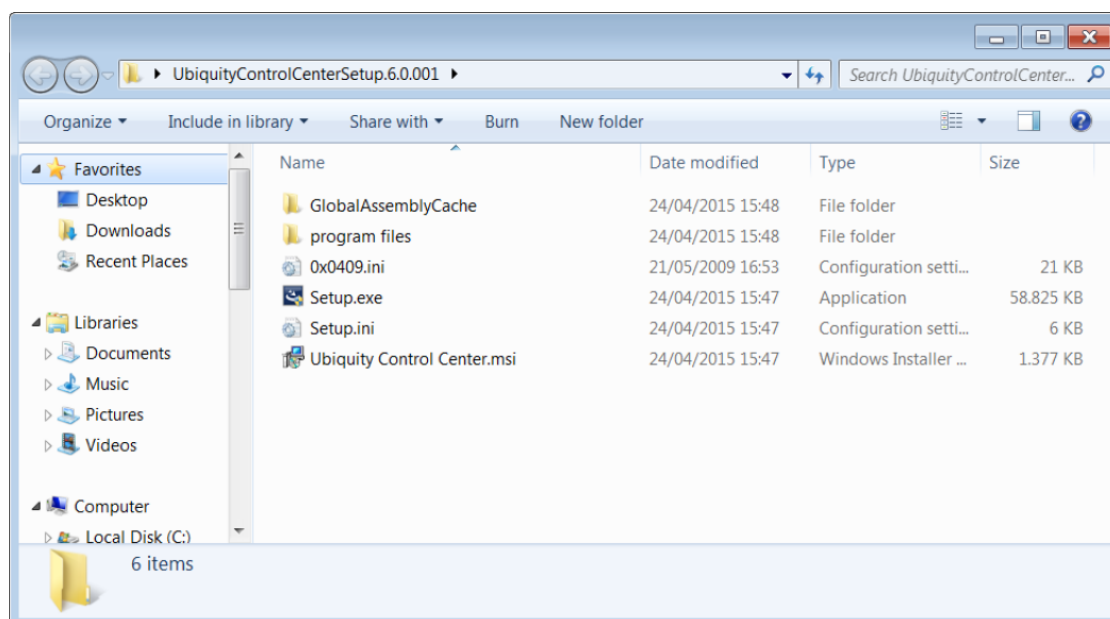 UbiquityControlCenterSetup.6.0.001
Search UbiquityControlCenter...
Organize Include in library Share with Burn New folder
Name Date modified Type Size
Favorites
Desktop
Downloads
Recent Places
Libraries
Documents
Music
Pictures
Videos
Computer
Local Disk (C:)
GlobalAssemblyCache 24/04/2015 15:48 File folder
program files 24/04/2015 15:48 File folder
0x0409.ini 21/05/2009 16:53 Configuration setti... 21 KB
Setup.exe 24/04/2015 15:47 Application 58.825 KB
Setup.ini 24/04/2015 15:47 Configuration setti... 6 KB
Ubiquity Control Center.msi 24/04/2015 15:47 Windows Installer ... 1.377 KB
6 items